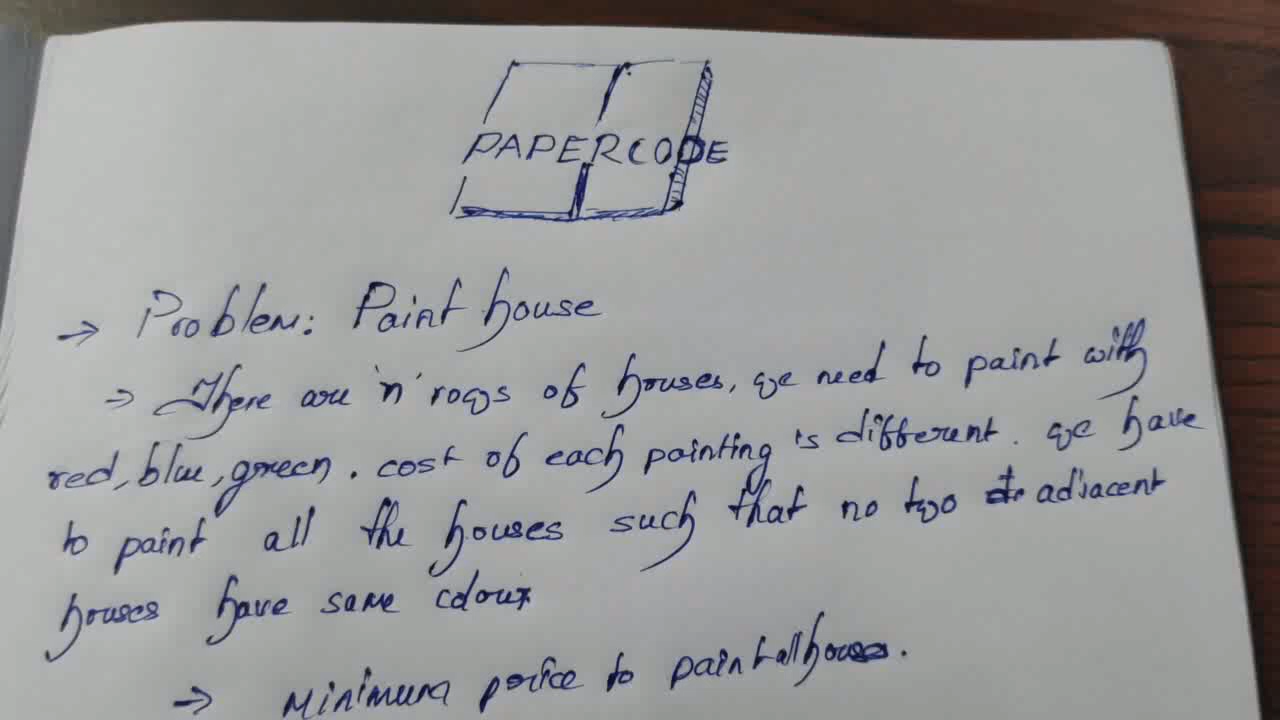 PAPERCODE
→ Problem: Paint house
→ There are 'n' rows of houses, we need to paint with
red, blue, green. cost of each painting is different. we have
to paint all the houses such that no two adjacent
houses have same colour
→ Minimum price to paint all houses.